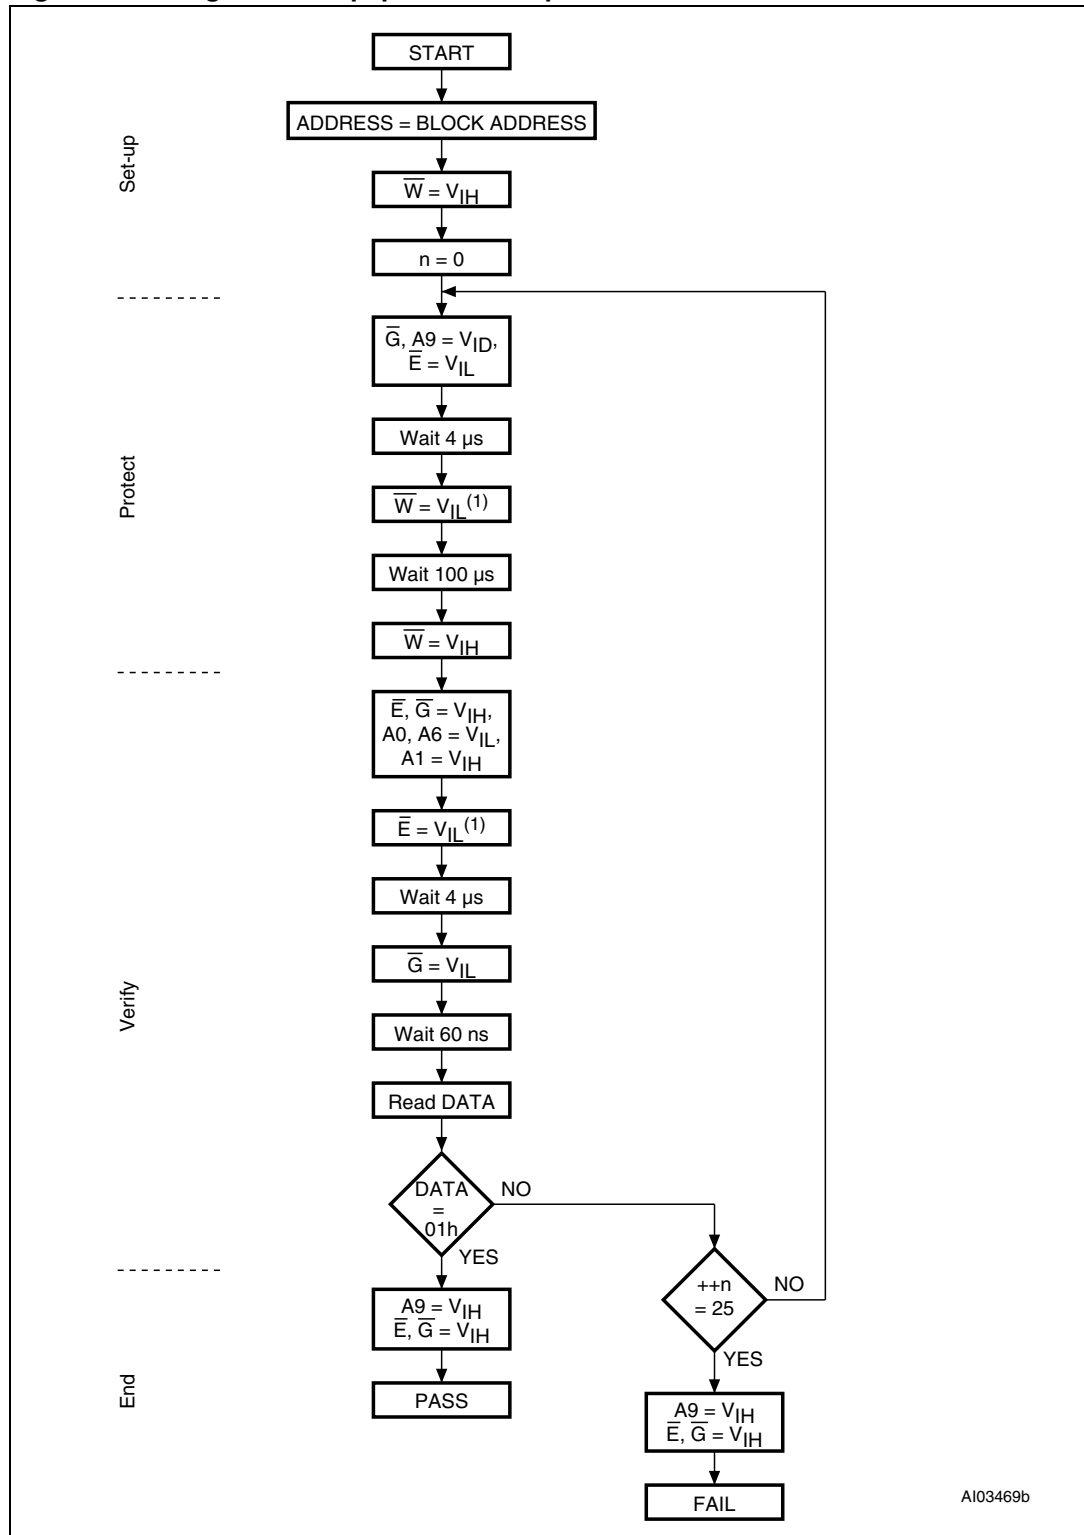 START
ADDRESS = BLOCK ADDRESS
Set-up
W̅ = VIH
n = 0
G̅, A9 = VID,
E̅ = VIL
Wait 4 µs
Protect
W̅ = VIL(1)
Wait 100 µs
W̅ = VIH
E̅, G̅ = VIH,
A0, A6 = VIL,
A1 = VIH
E̅ = VIL(1)
Wait 4 µs
G̅ = VIL
Verify
Wait 60 ns
Read DATA
DATA
=
01h
NO
YES
++n
= 25
NO
YES
A9 = VIH
E̅, G̅ = VIH
End
PASS
A9 = VIH
E̅, G̅ = VIH
FAIL
AI03469b